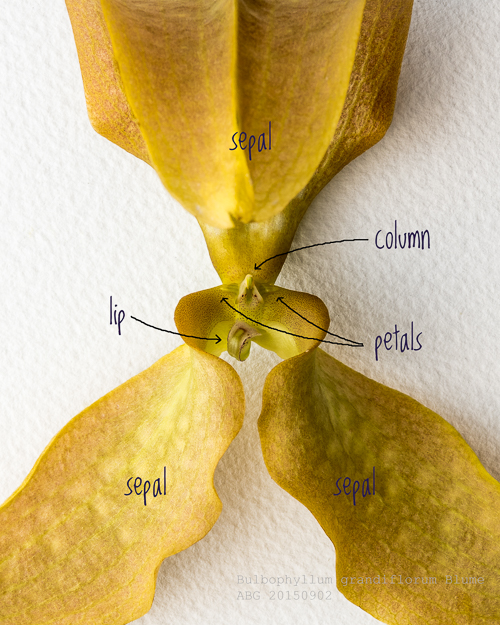 sepal
column
lip
petals
sepal
sepal
Bulbophyllum grandiflorum Blume
ABG 20150902